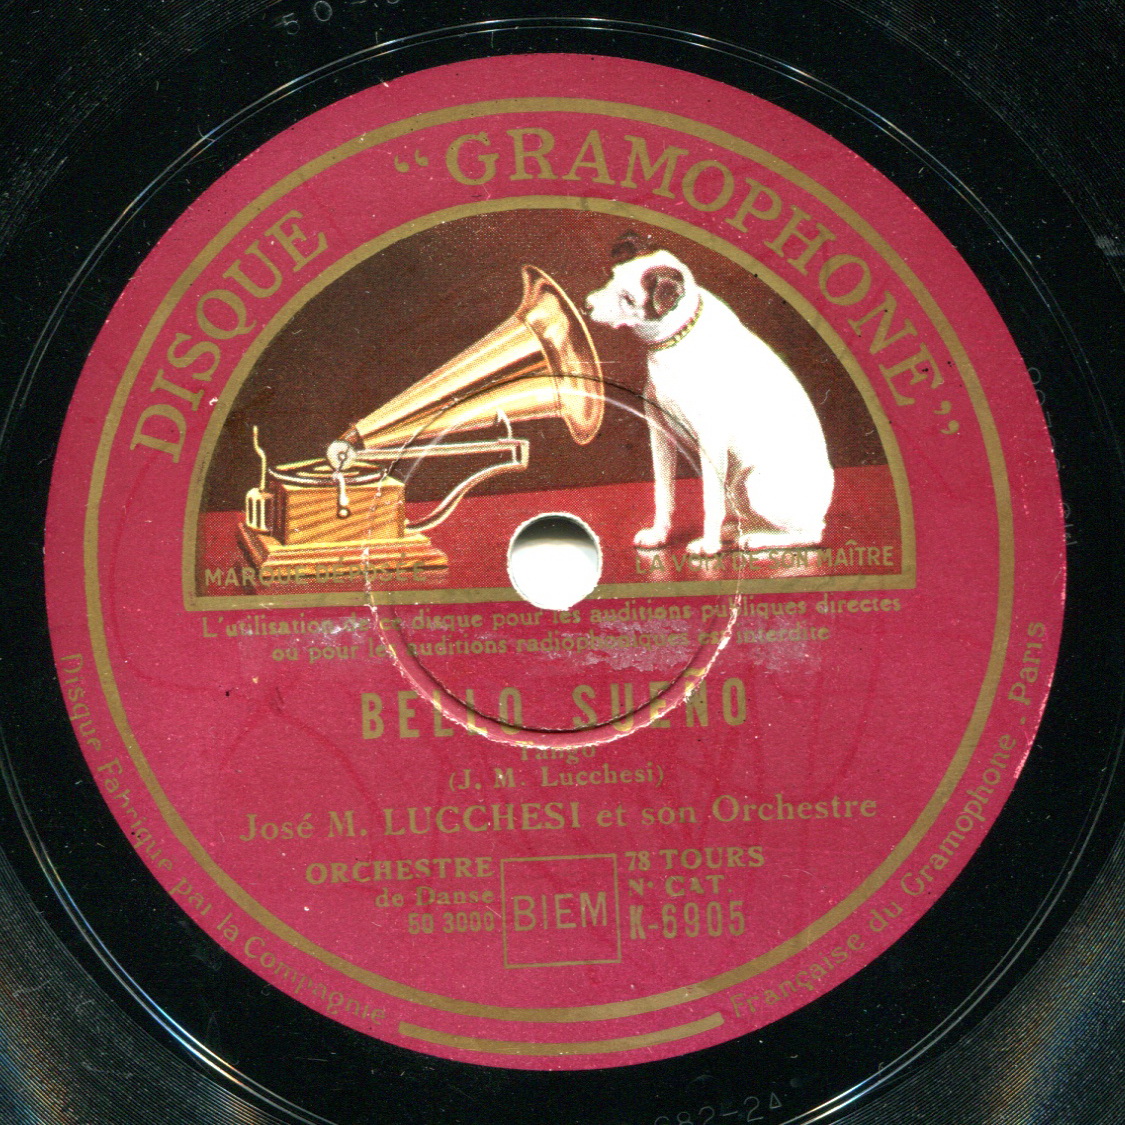 DISQUE “GRAMOPHONE”
MARQUE DÉPOSÉE
LA VOIX DE SON MAÎTRE
L'utilisation de ce disque pour les auditions publiques directes
ou pour les auditions radiophoniques est interdite
BELLO SUEÑO
Tango
(J. M. Lucchesi)
José M. LUCCHESI et son Orchestre
ORCHESTRE
de Danse
50 3000
BIEM
78 TOURS
N° CAT.
K-6905
Disque Fabriqué par la Compagnie Française du Gramophone - Paris